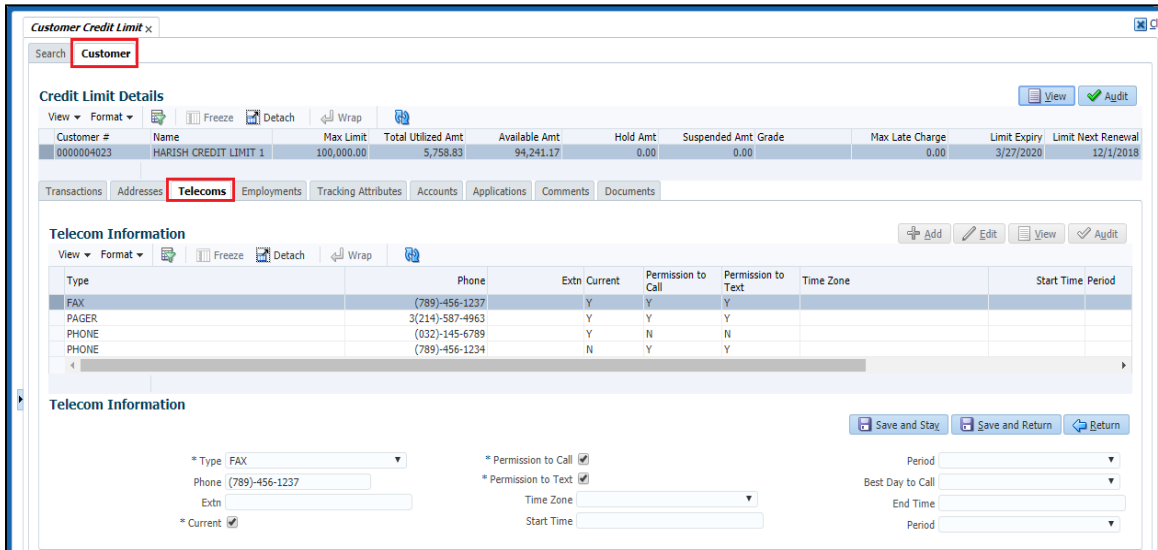 Customer Credit Limit x
Search Customer
Credit Limit Details View Audit
View Format Freeze Detach Wrap
Customer # Name Max Limit Total Utilized Amt Available Amt Hold Amt Suspended Amt Grade Max Late Charge Limit Expiry Limit Next Renewal
0000004023 HARISH CREDIT LIMIT 1 100,000.00 5,758.83 94,241.17 0.00 0.00 0.00 3/27/2020 12/1/2018
Transactions Addresses Telecoms Employments Tracking Attributes Accounts Applications Comments Documents
Telecom Information Add Edit View Audit
View Format Freeze Detach Wrap
Type Phone Extn Current Permission to Call Permission to Text Time Zone Start Time Period
FAX (789)-456-1237 Y Y Y
PAGER 3(214)-587-4963 Y Y Y
PHONE (032)-145-6789 Y N N
PHONE (789)-456-1234 N Y Y
Telecom Information
Save and Stay Save and Return Return
* Type FAX * Permission to Call Period
Phone (789)-456-1237 * Permission to Text Best Day to Call
Extn Time Zone End Time
* Current Start Time Period